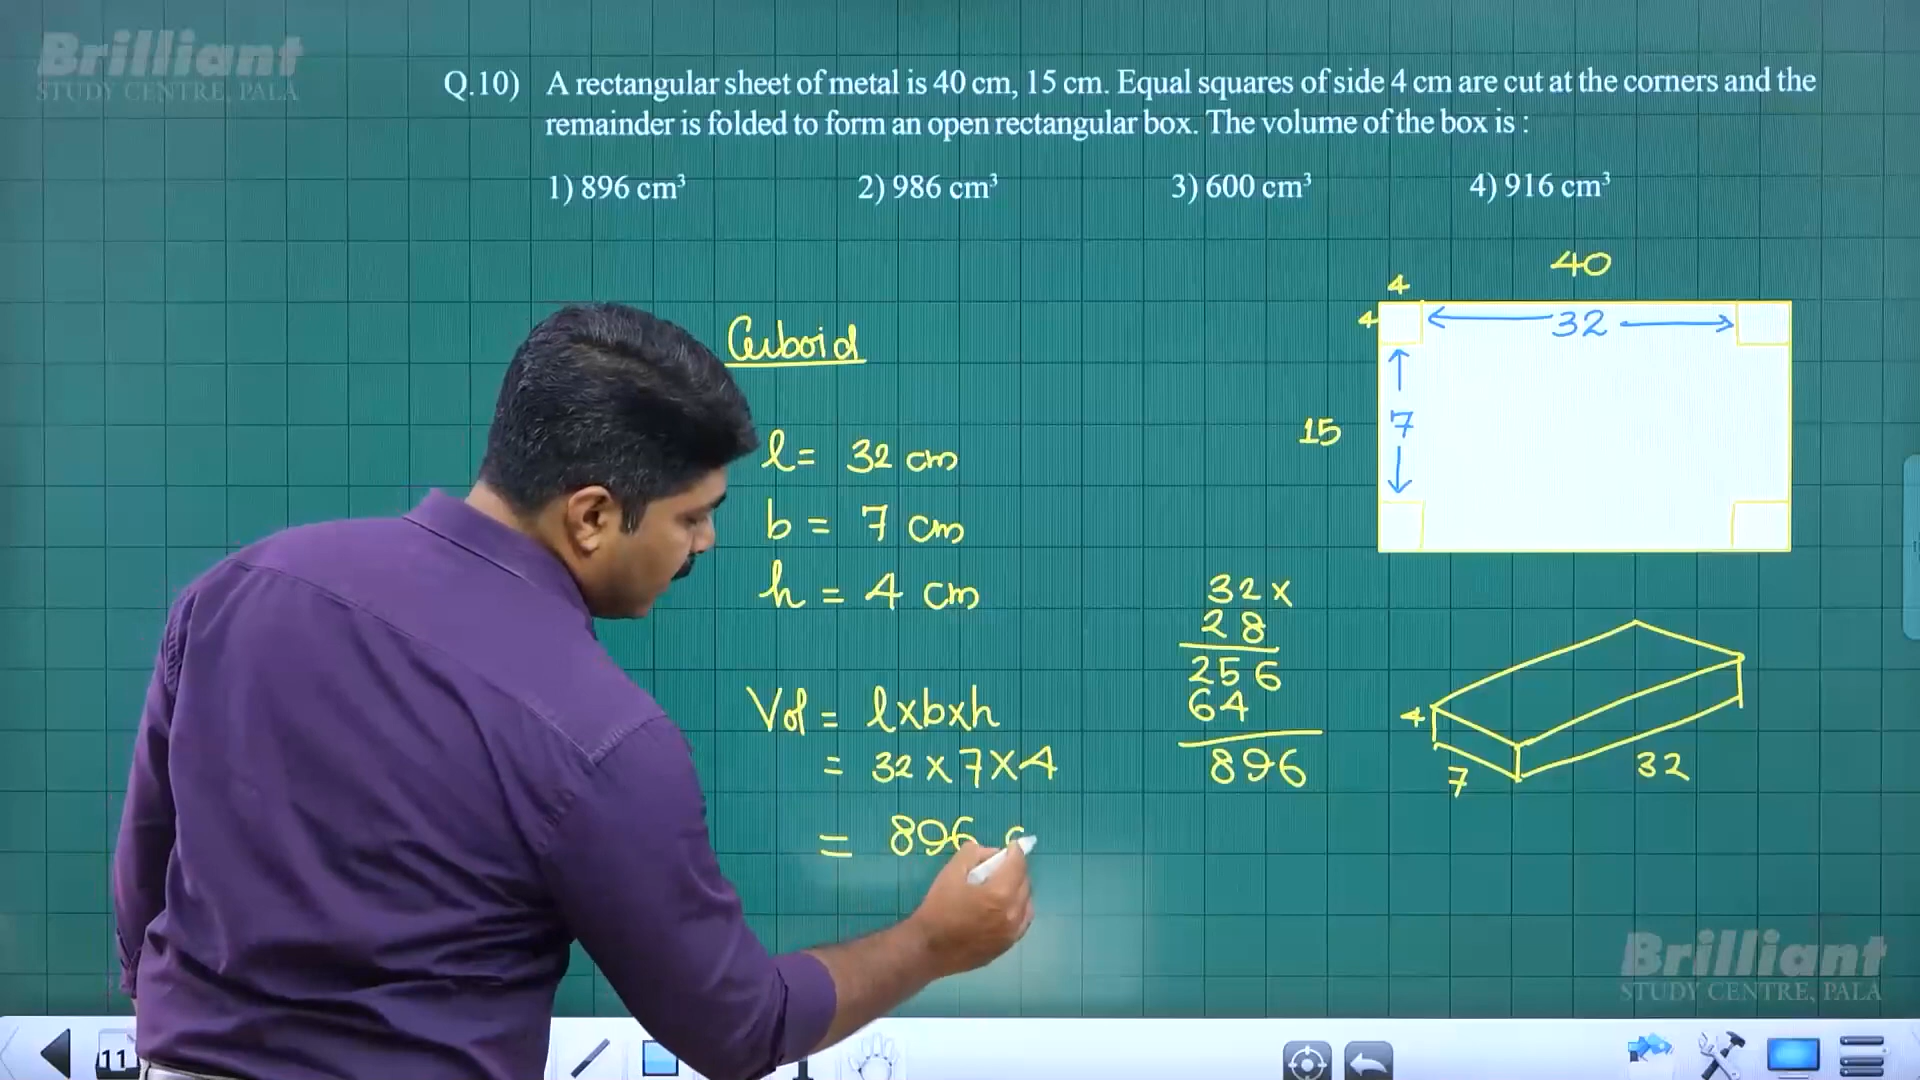 Brilliant
STUDY CENTRE, PALA
Q.10) A rectangular sheet of metal is 40 cm, 15 cm. Equal squares of side 4 cm are cut at the corners and the
remainder is folded to form an open rectangular box. The volume of the box is :
1) 896 cm³ 2) 986 cm³ 3) 600 cm³ 4) 916 cm³
40
4
4
32
15
7
Cuboid
l = 32 cm
b = 7 cm
h = 4 cm
32 x
28
256
64
896
Vol = l x b x h
= 32 x 7 x 4
= 896 c
4
7
32
Brilliant
STUDY CENTRE, PALA
11